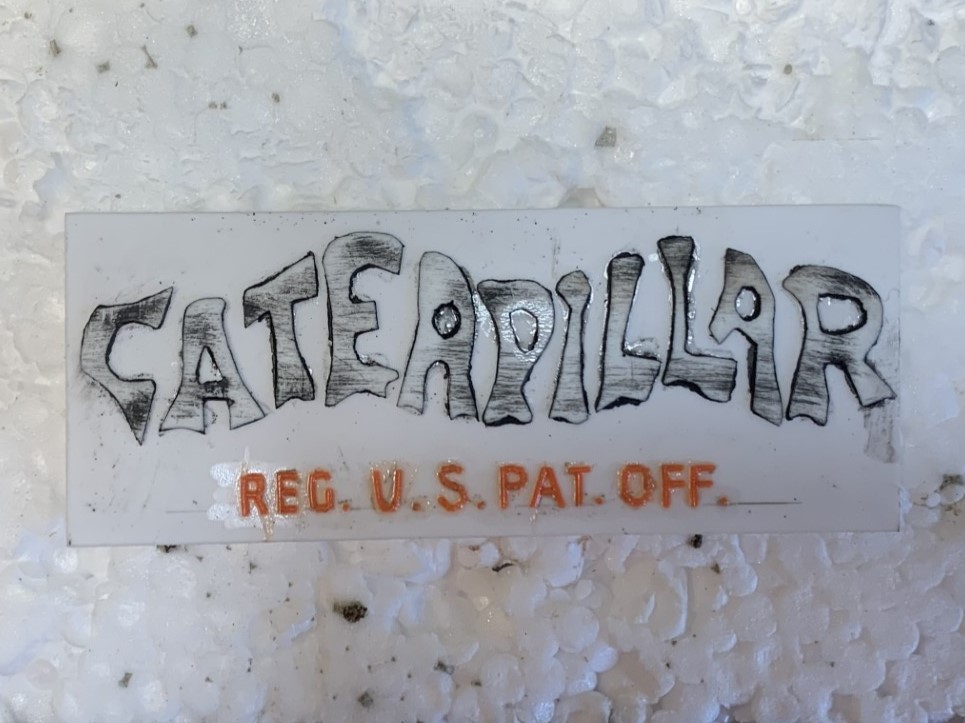 CATERPILLAR
REG. U.S. PAT. OFF.